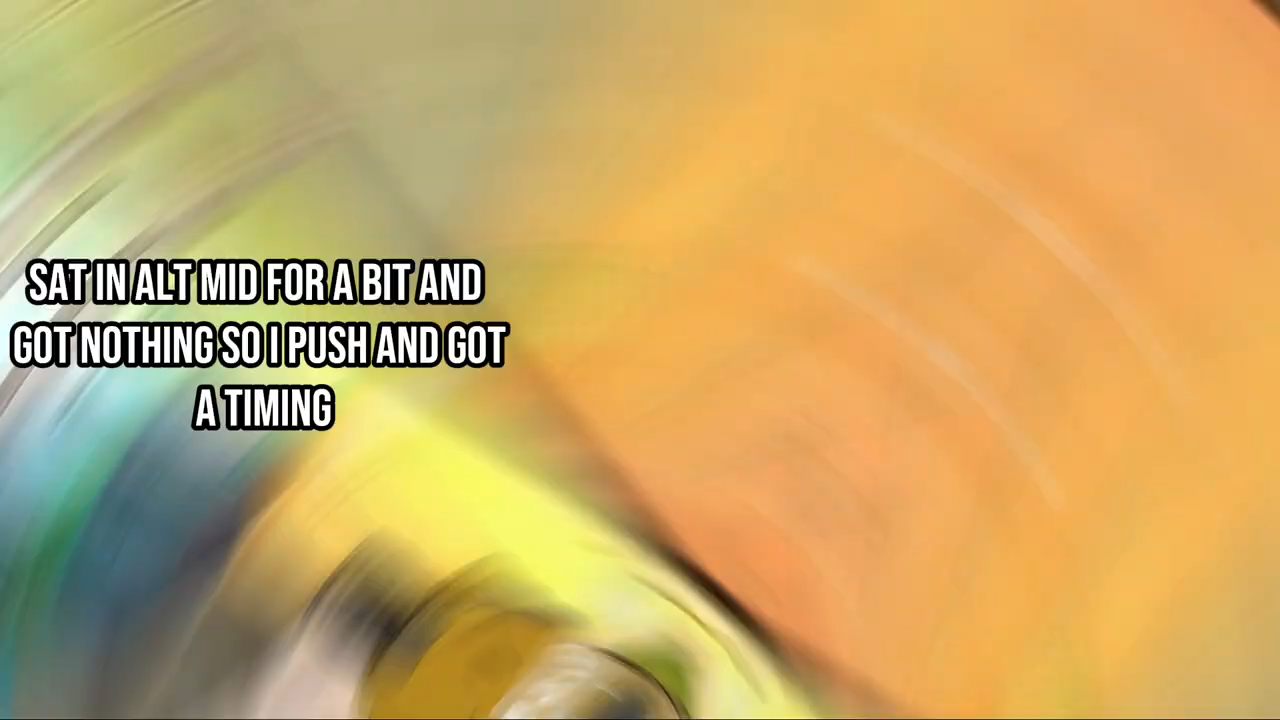 SAT IN ALT MID FOR A BIT AND
GOT NOTHING SO I PUSH AND GOT
A TIMING